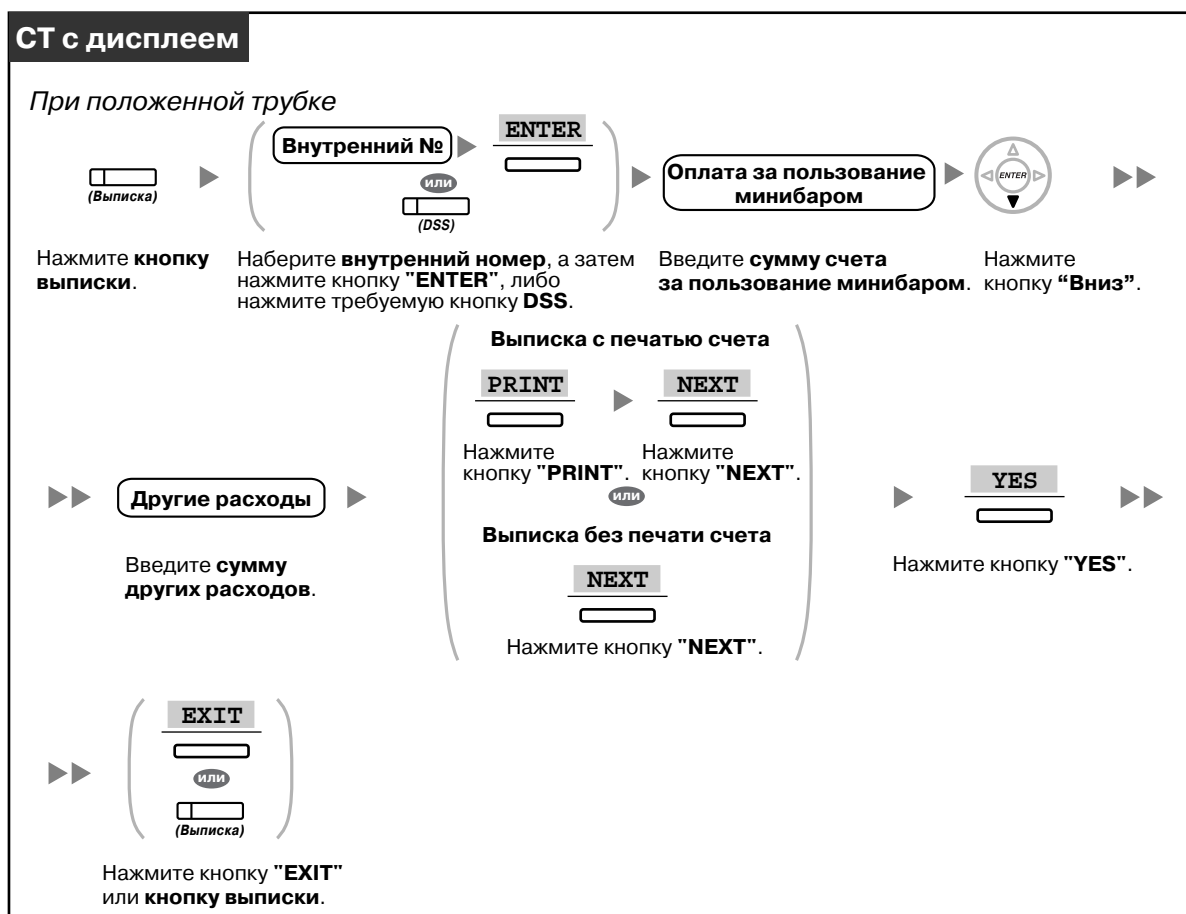 СТ с дисплеем
При положенной трубке
(Выписка)
Внутренний №
ENTER
или
(DSS)
Оплата за пользование
минибаром
ENTER
Нажмите кнопку
выписки.
Наберите внутренний номер, а затем
нажмите кнопку "ENTER", либо
нажмите требуемую кнопку DSS.
Введите сумму счета
за пользование минибаром.
Нажмите
кнопку “Вниз”.
Другие расходы
Введите сумму
других расходов.
Выписка с печатью счета
PRINT
NEXT
Нажмите
кнопку "PRINT".
Нажмите
кнопку "NEXT".
или
Выписка без печати счета
NEXT
Нажмите кнопку "NEXT".
YES
Нажмите кнопку "YES".
EXIT
или
(Выписка)
Нажмите кнопку "EXIT"
или кнопку выписки.